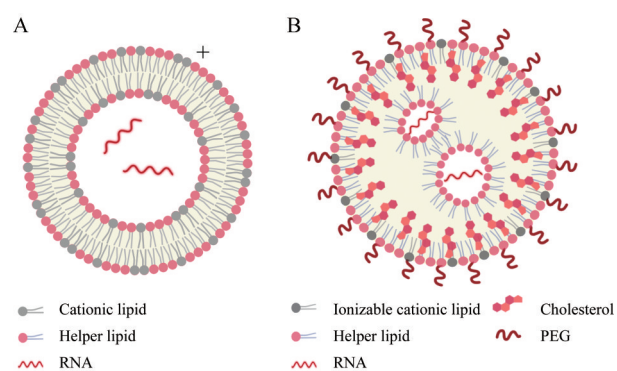 A
B
+
Cationic lipid
Helper lipid
RNA
Ionizable cationic lipid
Helper lipid
RNA
Cholesterol
PEG